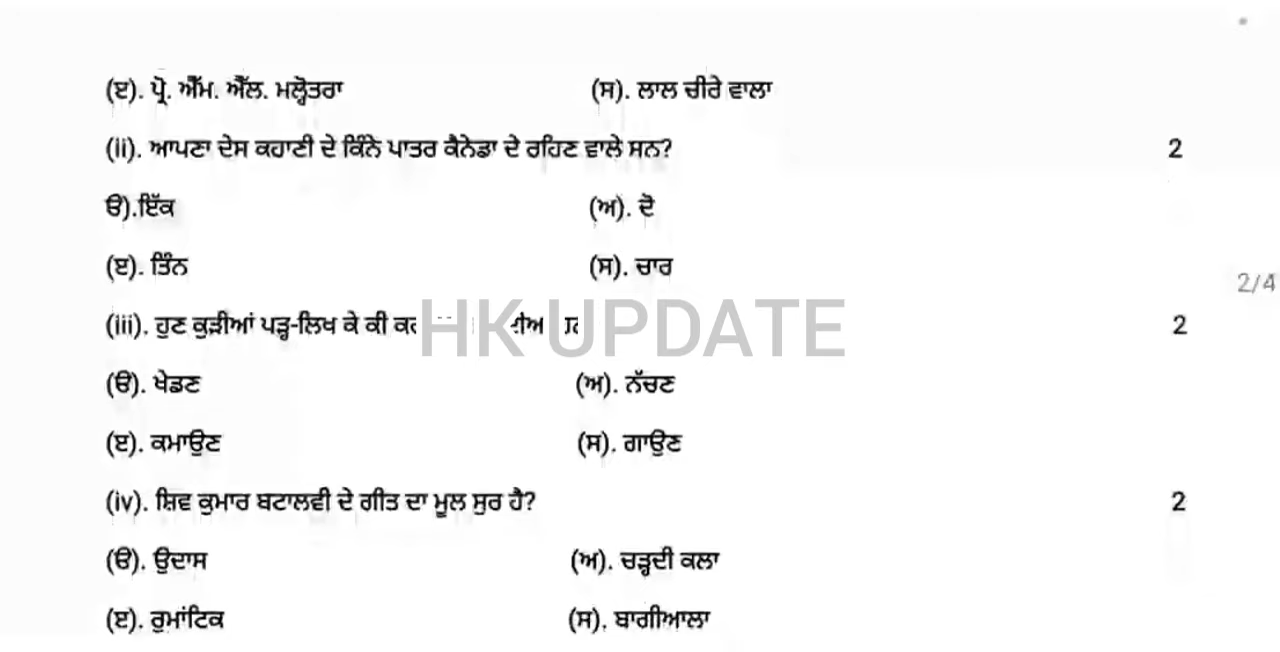 (ੲ). ਪ੍ਰੋ. ਐੱਮ. ਐੱਲ. ਮਲ੍ਹੋਤਰਾ (ਸ). ਲਾਲ ਚੀਰੇ ਵਾਲਾ
(ii). ਆਪਣਾ ਦੇਸ ਕਹਾਣੀ ਦੇ ਕਿੰਨੇ ਪਾਤਰ ਕੈਨੇਡਾ ਦੇ ਰਹਿਣ ਵਾਲੇ ਸਨ? 2
ੳ).ਇੱਕ (ਅ). ਦੋ
(ੲ). ਤਿੰਨ (ਸ). ਚਾਰ
2/4
(iii). ਹੁਣ ਕੁੜੀਆਂ ਪੜ੍ਹ-ਲਿਖ ਕੇ ਕੀ 2
HK UPDATE
(ੳ). ਖੇਡਣ (ਅ). ਨੱਚਣ
(ੲ). ਕਮਾਉਣ (ਸ). ਗਾਉਣ
(iv). ਸ਼ਿਵ ਕੁਮਾਰ ਬਟਾਲਵੀ ਦੇ ਗੀਤ ਦਾ ਮੂਲ ਸੁਰ ਹੈ? 2
(ੳ). ਉਦਾਸ (ਅ). ਚੜ੍ਹਦੀ ਕਲਾ
(ੲ). ਰੁਮਾਂਟਿਕ (ਸ). ਬਾਗੀਆਲਾ